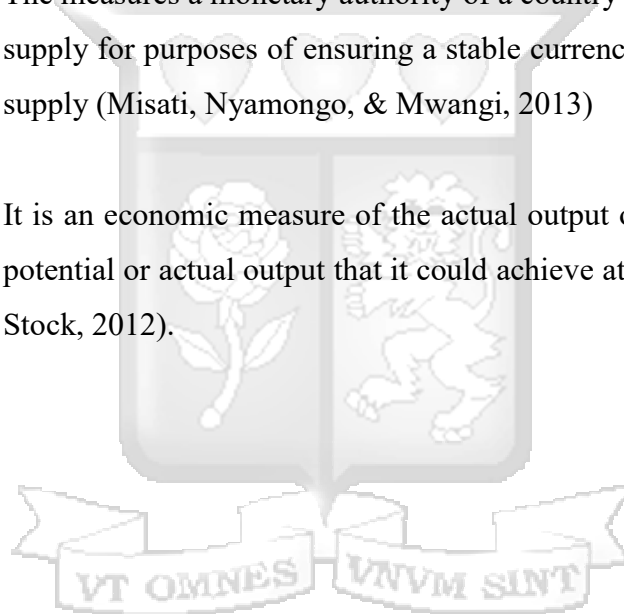 The measures a monetary authority of a country
supply for purposes of ensuring a stable currenc
supply (Misati, Nyamongo, & Mwangi, 2013)
It is an economic measure of the actual output o
potential or actual output that it could achieve at
Stock, 2012).
VT OMNES VNVM SINT